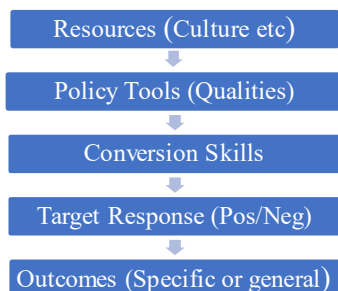 Resources (Culture etc)
Policy Tools (Qualities)
Conversion Skills
Target Response (Pos/Neg)
Outcomes (Specific or general)